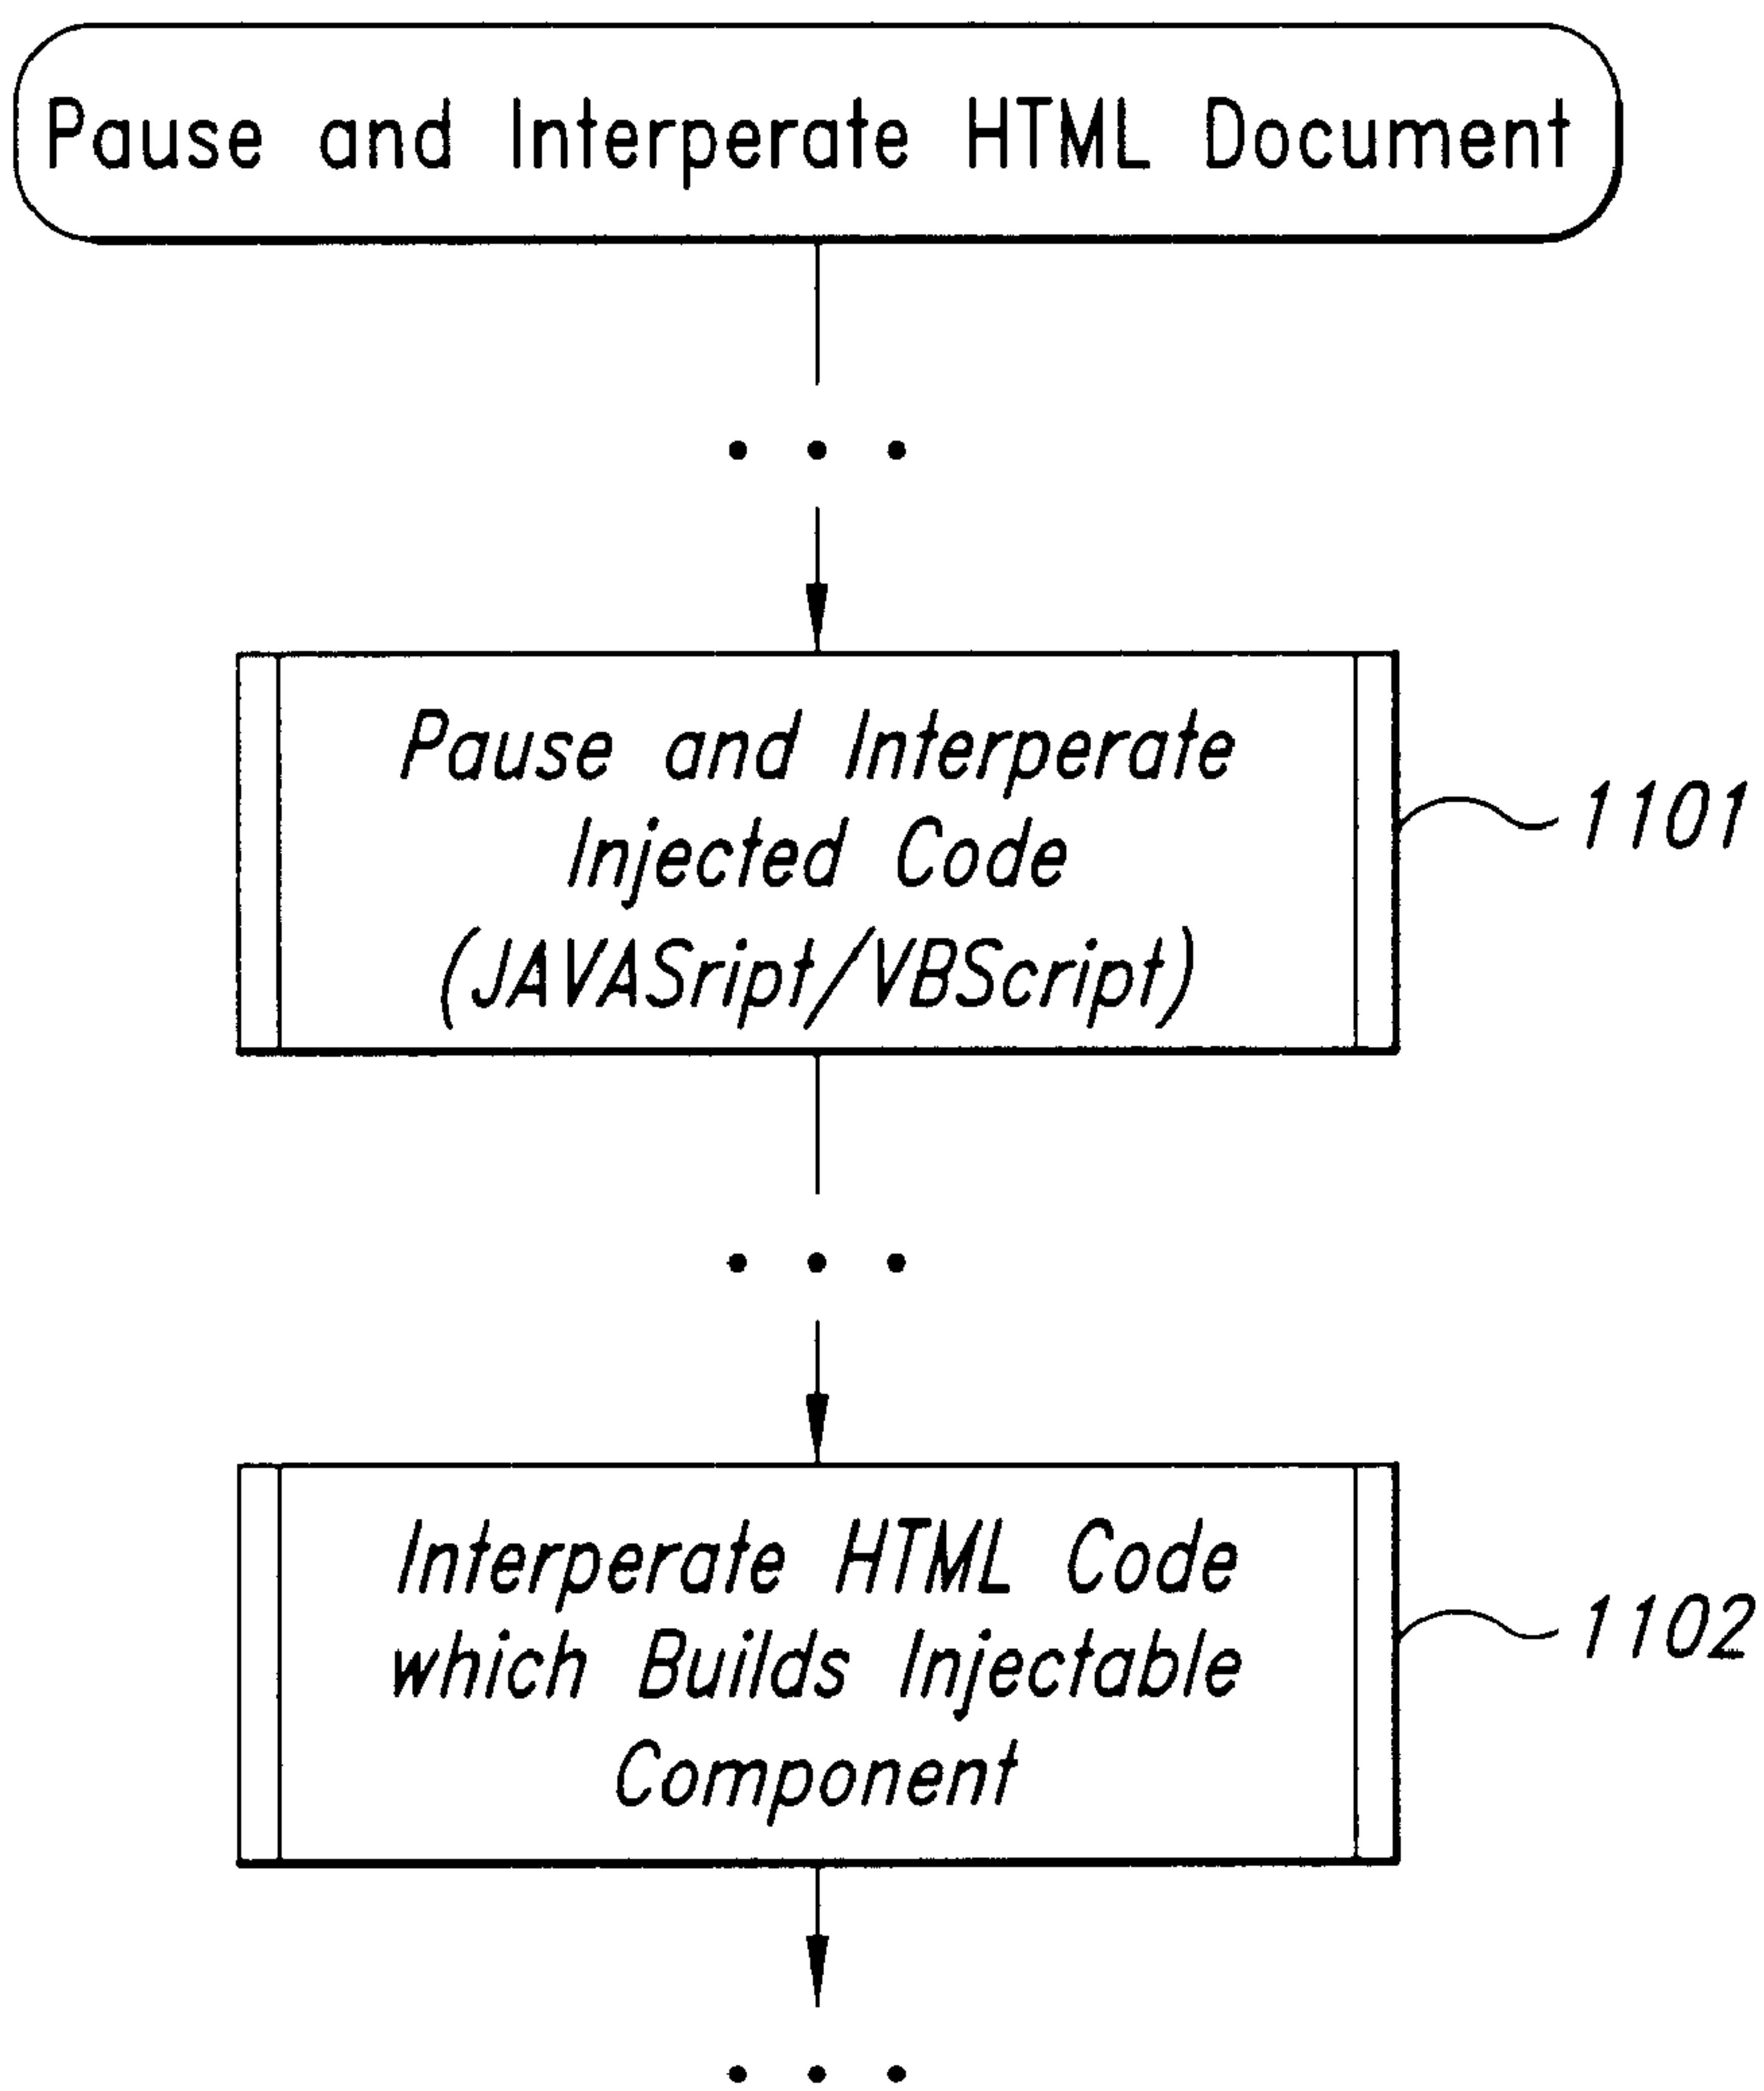 Pause and Interperate HTML Document
Pause and Interperate
Injected Code
(JAVASript/VBScript)
1101
Interperate HTML Code
which Builds Injectable
Component
1102